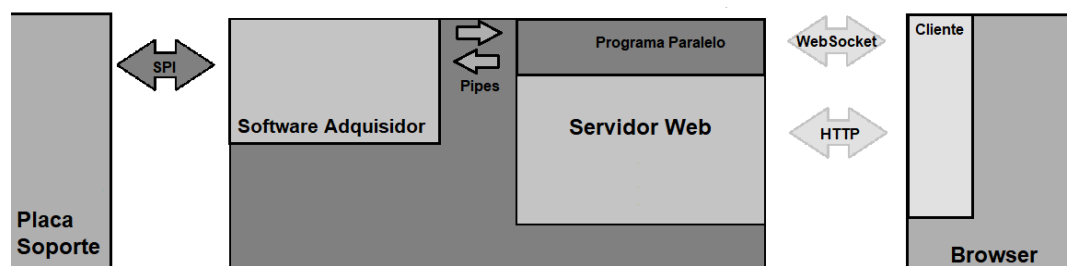 Placa
Soporte
SPI
Software Adquisidor
Pipes
Programa Paralelo
Servidor Web
WebSocket
HTTP
Cliente
Browser